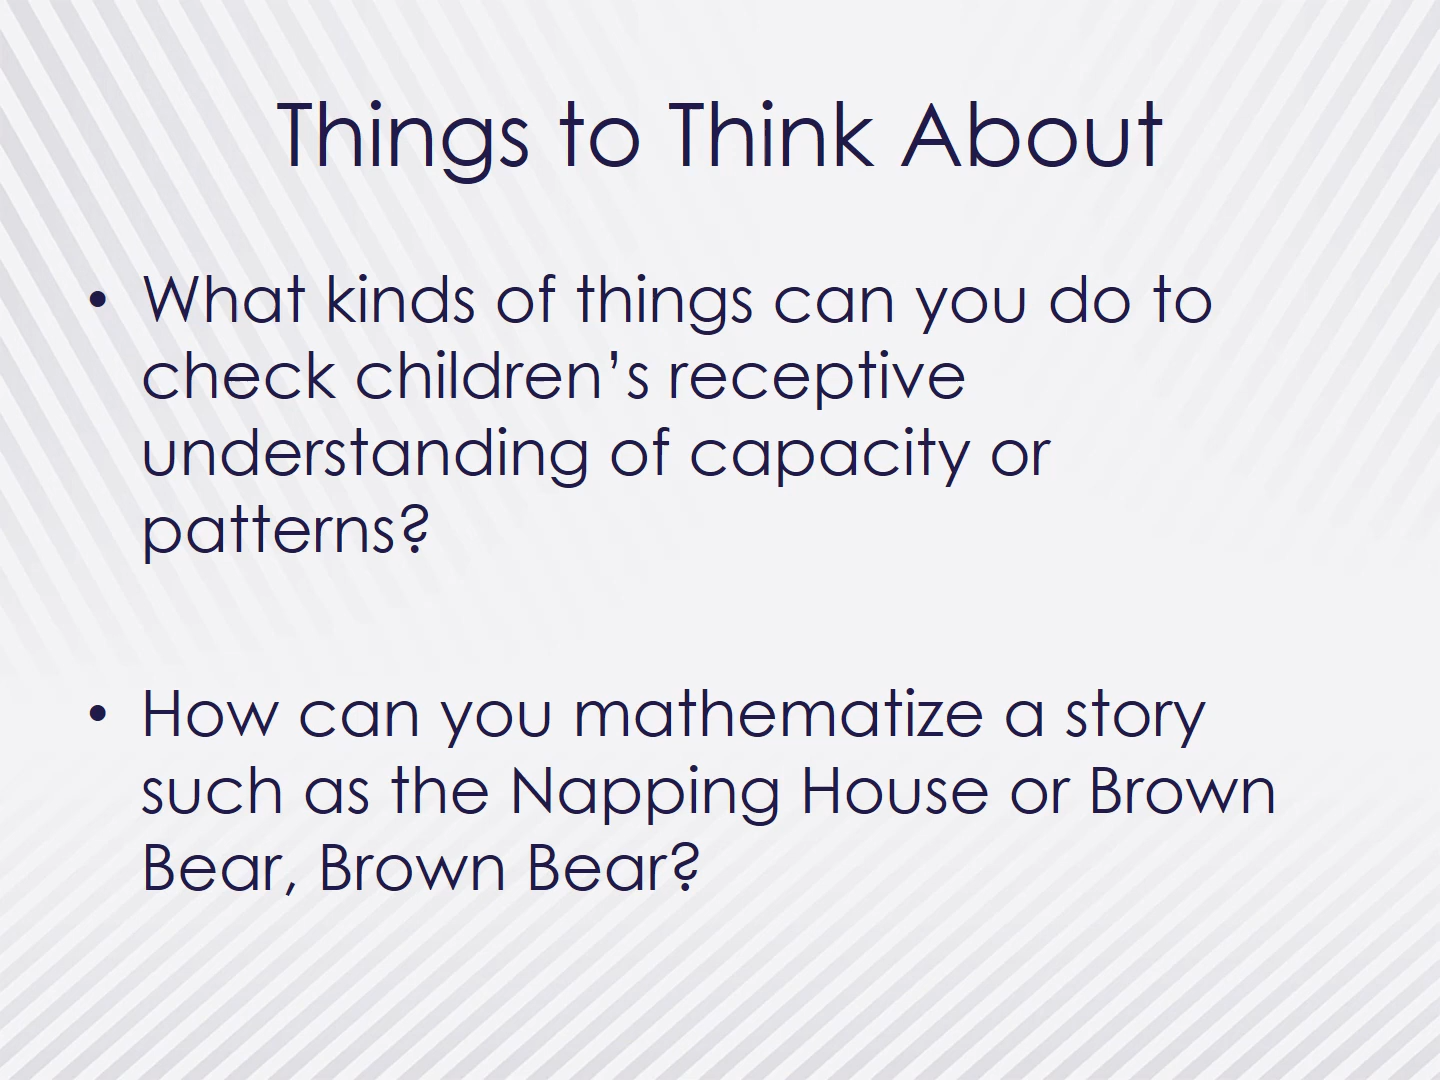 Things to Think About
• What kinds of things can you do to
check children’s receptive
understanding of capacity or
patterns?
• How can you mathematize a story
such as the Napping House or Brown
Bear, Brown Bear?